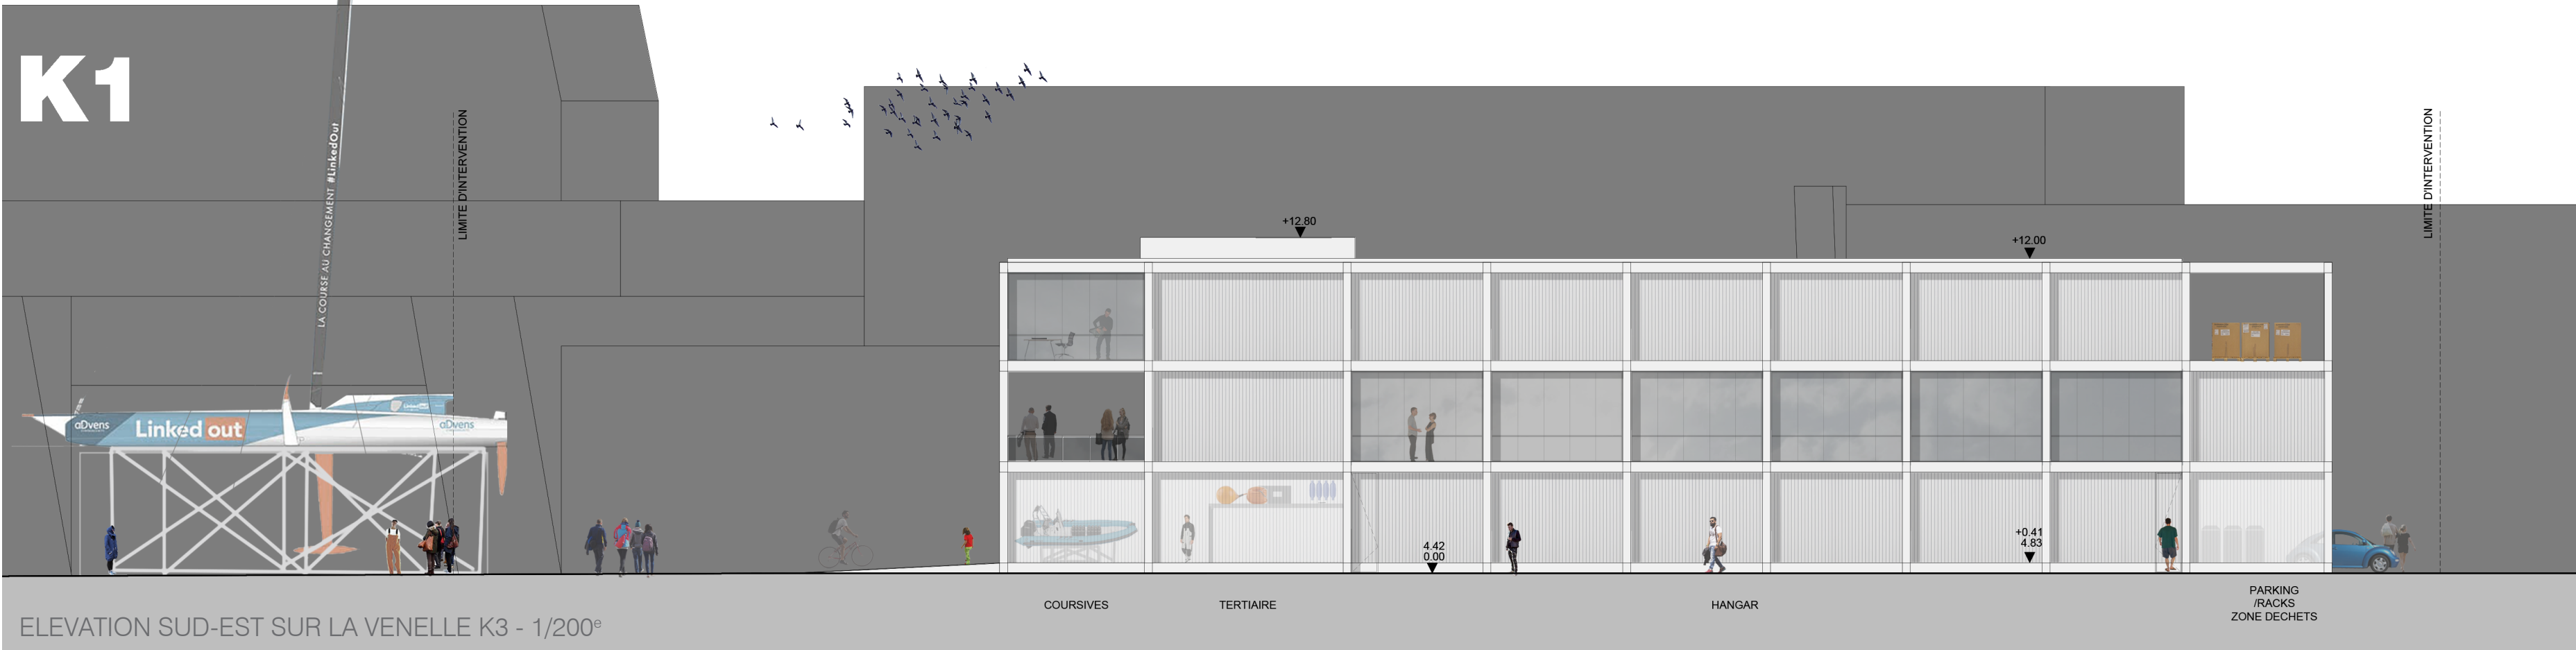 K1
LA COURSE AU CHANGEMENT #LinkedOut
LIMITE D'INTERVENTION
LIMITE D'INTERVENTION
+12.80
+12.00
aDvens
Linked out
aDvens
4.42
0.00
+0.41
4.83
COURSIVES
TERTIAIRE
HANGAR
PARKING
/RACKS
ZONE DECHETS
ELEVATION SUD-EST SUR LA VENELLE K3 - 1/200e